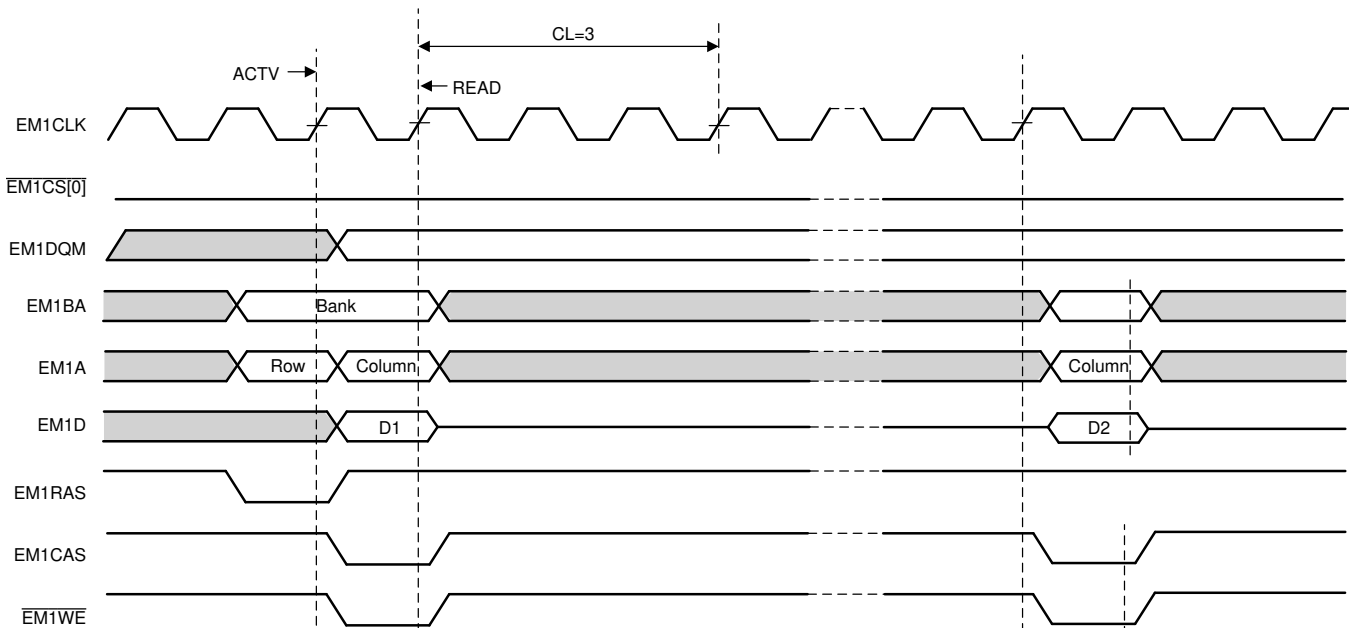 CL=3
ACTV
READ
EM1CLK
EM1CS[0]
EM1DQM
EM1BA
Bank
EM1A
Row
Column
Column
EM1D
D1
D2
EM1RAS
EM1CAS
EM1WE